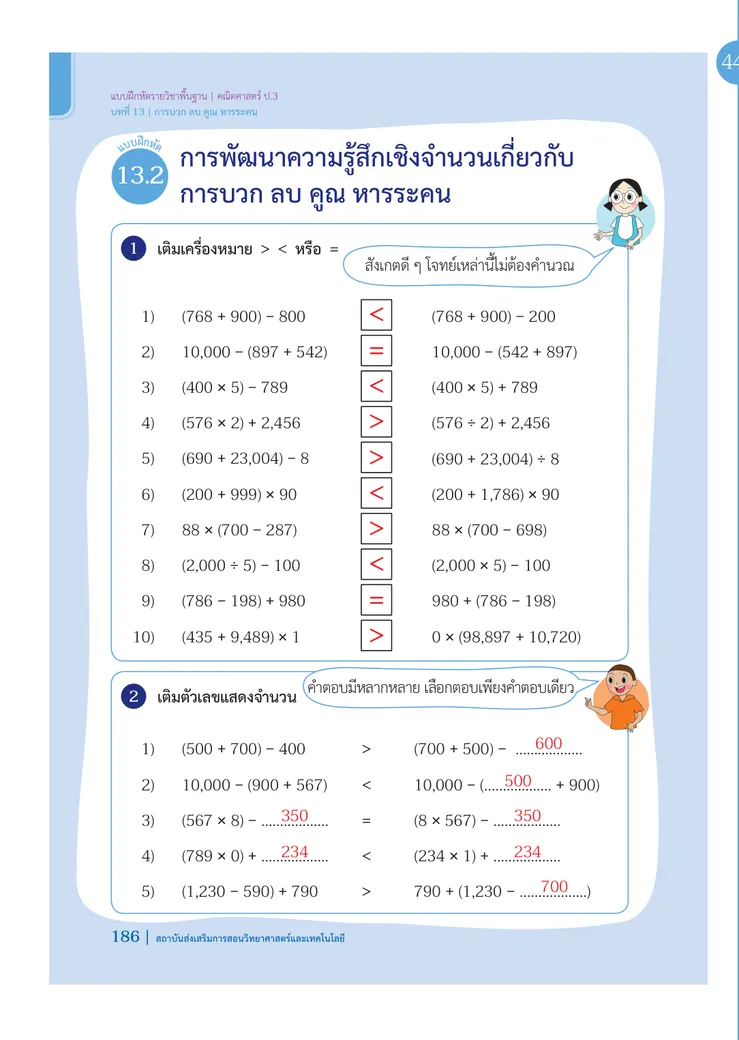 44
แบบฝึกหัดรายวิชาพื้นฐาน | คณิตศาสตร์ ป.3
บทที่ 13 | การบวก ลบ คูณ หารระคน
แบบฝึกหัด
13.2
การพัฒนาความรู้สึกเชิงจำนวนเกี่ยวกับ
การบวก ลบ คูณ หารระคน
1 เติมเครื่องหมาย > < หรือ =
สังเกตดี ๆ โจทย์เหล่านี้ไม่ต้องคำนวณ
1) (768 + 900) − 800 < (768 + 900) − 200
2) 10,000 − (897 + 542) = 10,000 − (542 + 897)
3) (400 × 5) − 789 < (400 × 5) + 789
4) (576 × 2) + 2,456 > (576 ÷ 2) + 2,456
5) (690 + 23,004) − 8 > (690 + 23,004) ÷ 8
6) (200 + 999) × 90 < (200 + 1,786) × 90
7) 88 × (700 − 287) > 88 × (700 − 698)
8) (2,000 ÷ 5) − 100 < (2,000 × 5) − 100
9) (786 − 198) + 980 = 980 + (786 − 198)
10) (435 + 9,489) × 1 > 0 × (98,897 + 10,720)
2 เติมตัวเลขแสดงจำนวน
คำตอบมีหลากหลาย เลือกตอบเพียงคำตอบเดียว
1) (500 + 700) − 400 > (700 + 500) − 600
2) 10,000 − (900 + 567) < 10,000 − (500 + 900)
3) (567 × 8) − 350 = (8 × 567) − 350
4) (789 × 0) + 234 < (234 × 1) + 234
5) (1,230 − 590) + 790 > 790 + (1,230 − 700)
186 | สถาบันส่งเสริมการสอนวิทยาศาสตร์และเทคโนโลยี